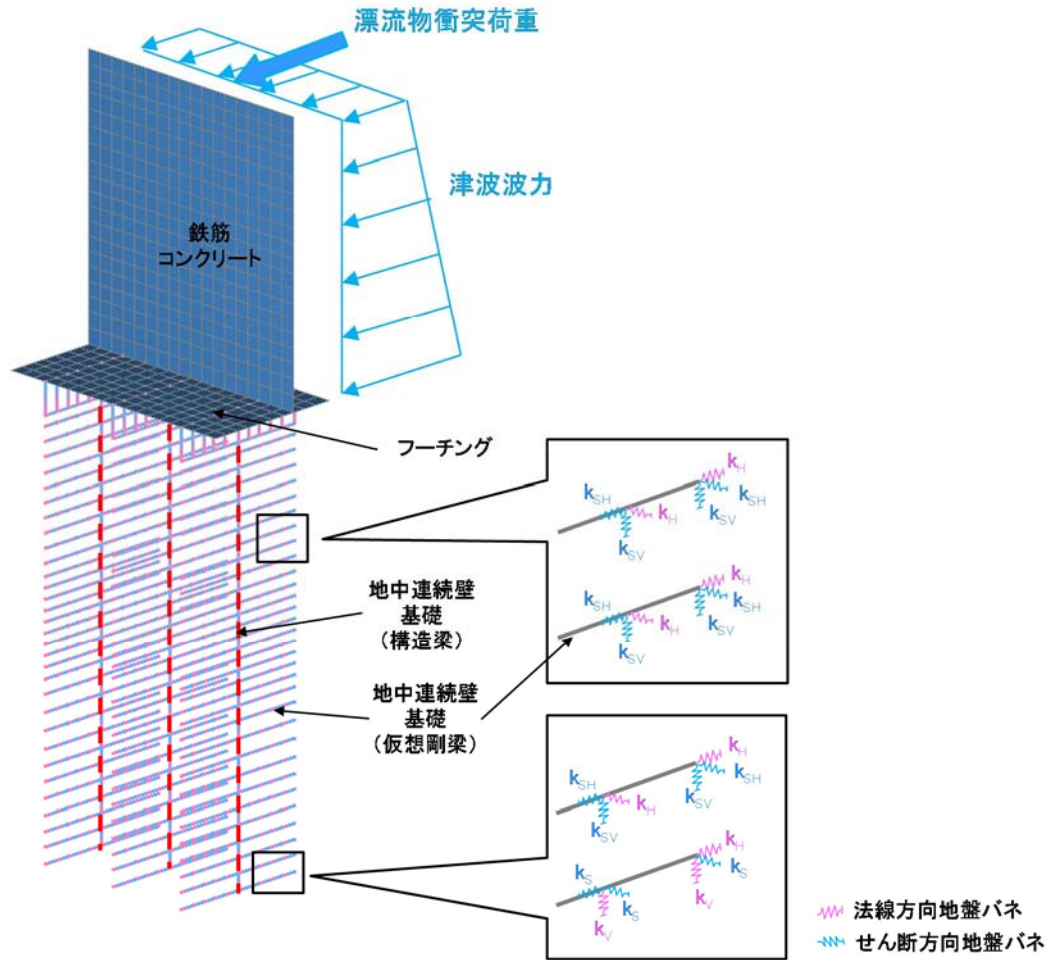 漂流物衝突荷重
津波波力
鉄筋
コンクリート
フーチング
地中連続壁
基礎
（構造梁）
地中連続壁
基礎
（仮想剛梁）
kH
kSH
kSH
kH
kSV
kSV
kH
kSH
kSH
kH
kSV
kSV
kH
kSH
kSH
kH
kSV
kSV
kH
kS
kS
kS
kV
kV
法線方向地盤バネ
せん断方向地盤バネ